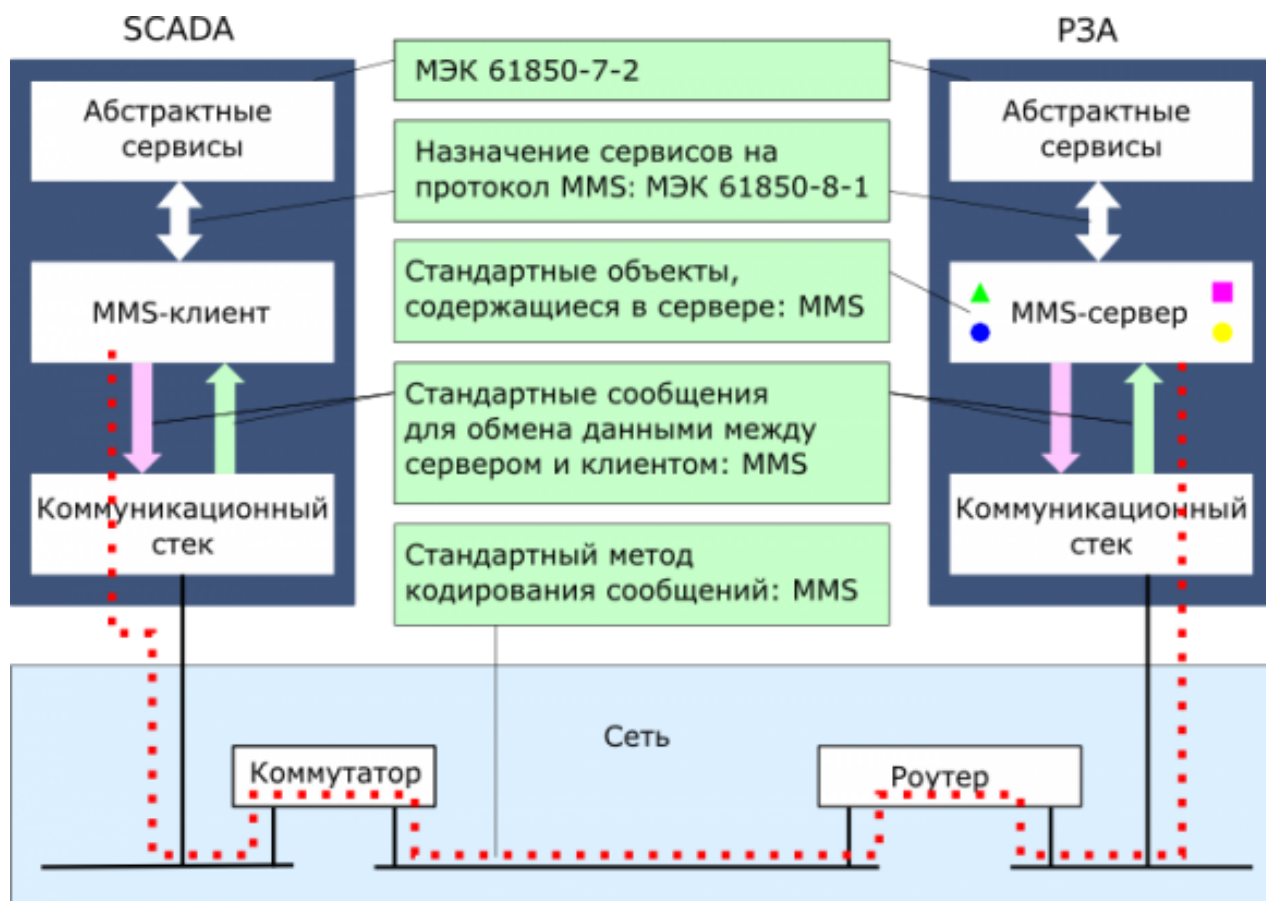 SCADA
РЗА
Абстрактные
сервисы
МЭК 61850-7-2
Абстрактные
сервисы
Назначение сервисов на
протокол MMS: МЭК 61850-8-1
MMS-клиент
Стандартные объекты,
содержащиеся в сервере: MMS
MMS-сервер
Стандартные сообщения
для обмена данными между
сервером и клиентом: MMS
Коммуникационный
стек
Коммуникационный
стек
Стандартный метод
кодирования сообщений: MMS
Сеть
Коммутатор
Роутер